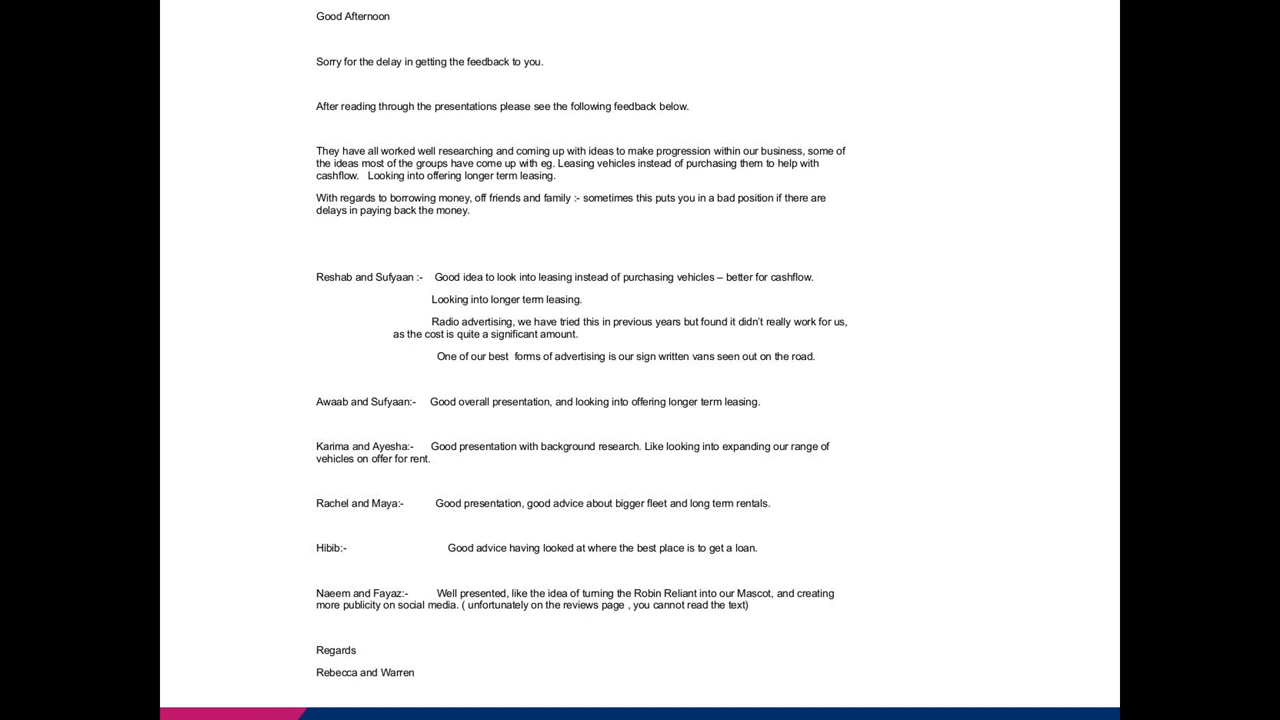 Good Afternoon
Sorry for the delay in getting the feedback to you.
After reading through the presentations please see the following feedback below.
They have all worked well researching and coming up with ideas to make progression within our business, some of
the ideas most of the groups have come up with eg. Leasing vehicles instead of purchasing them to help with
cashflow.   Looking into offering longer term leasing.
With regards to borrowing money, off friends and family :- sometimes this puts you in a bad position if there are
delays in paying back the money.
Reshab and Sufyaan :-    Good idea to look into leasing instead of purchasing vehicles – better for cashflow.
Looking into longer term leasing.
Radio advertising, we have tried this in previous years but found it didn't really work for us,
as the cost is quite a significant amount.
One of our best  forms of advertising is our sign written vans seen out on the road.
Awaab and Sufyaan:-     Good overall presentation, and looking into offering longer term leasing.
Karima and Ayesha:-      Good presentation with background research. Like looking into expanding our range of
vehicles on offer for rent.
Rachel and Maya:-           Good presentation, good advice about bigger fleet and long term rentals.
Hibib:-                                   Good advice having looked at where the best place is to get a loan.
Naeem and Fayaz:-          Well presented, like the idea of turning the Robin Reliant into our Mascot, and creating
more publicity on social media. ( unfortunately on the reviews page , you cannot read the text)
Regards
Rebecca and Warren